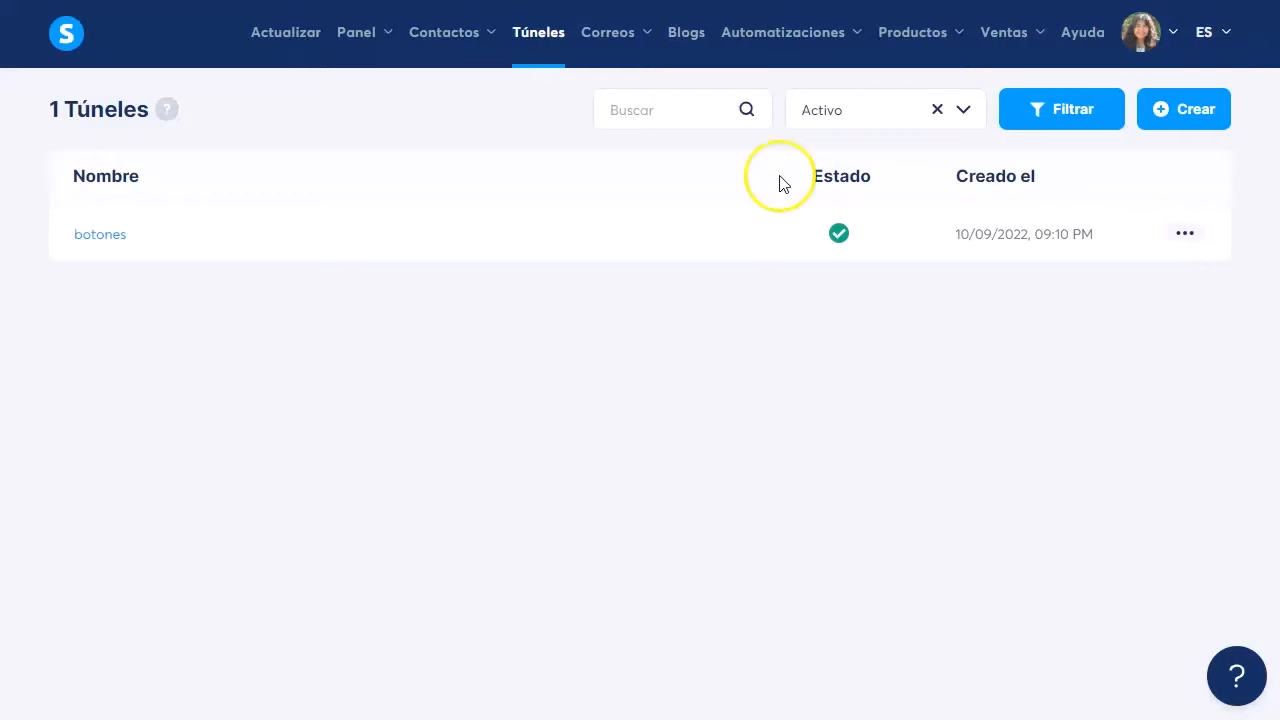 S Actualizar Panel Contactos Túneles Correos Blogs Automatizaciones Productos Ventas Ayuda ES
1 Túneles ? Buscar Activo Filtrar Crear
Nombre Estado Creado el
botones 10/09/2022, 09:10 PM
?